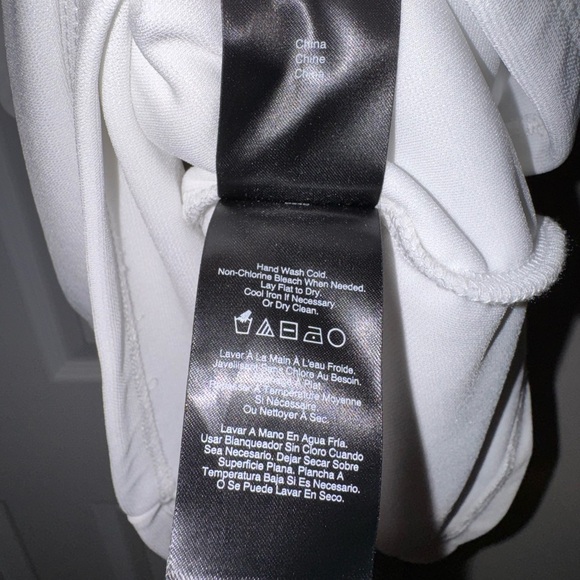 China
Chine
China
Hand Wash Cold.
Non-Chlorine Bleach When Needed.
Lay Flat to Dry.
Cool Iron If Necessary
Or Dry Clean.
Laver À La Main À L'eau Froide.
Javellisant Sans Chlore Au Besoin.
À Plat.
À Température Moyenne
Si Nécessaire.
Ou Nettoyer À Sec.
Lavar A Mano En Agua Fría.
Usar Blanqueador Sin Cloro Cuando
Sea Necesario. Dejar Secar Sobre
Superficie Plana. Plancha A
Temperatura Baja Si Es Necesario.
O Se Puede Lavar En Seco.